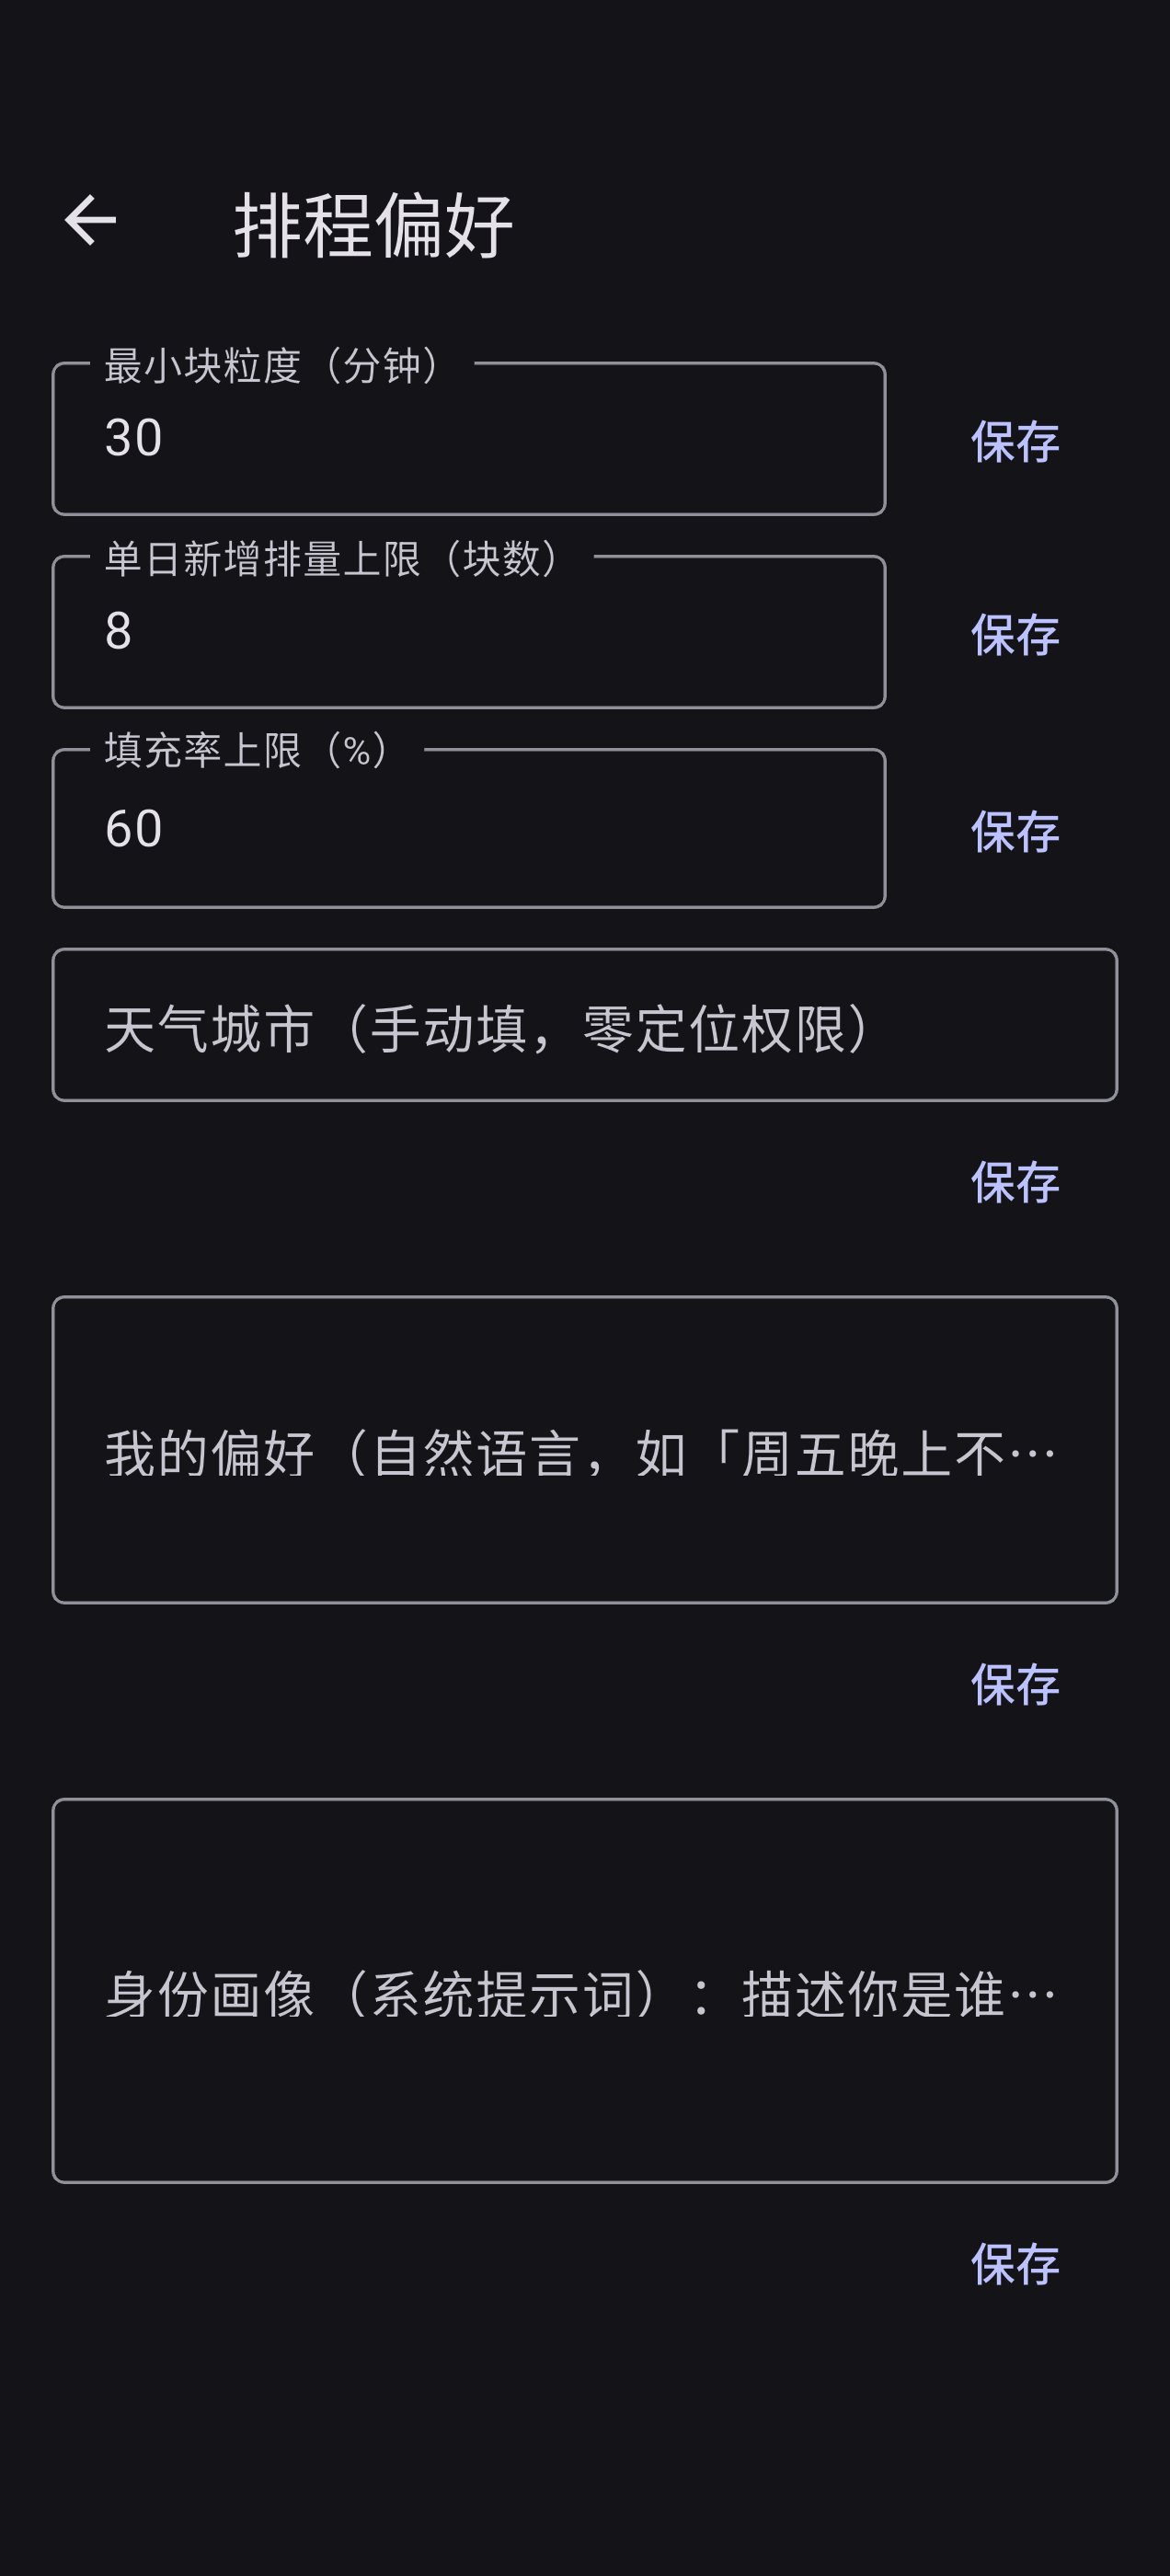 排程偏好
最小块粒度（分钟）
30
保存
单日新增排量上限（块数）
8
保存
填充率上限（%）
60
保存
天气城市（手动填，零定位权限）
保存
我的偏好（自然语言，如「周五晚上不…
保存
身份画像（系统提示词）：描述你是谁…
保存